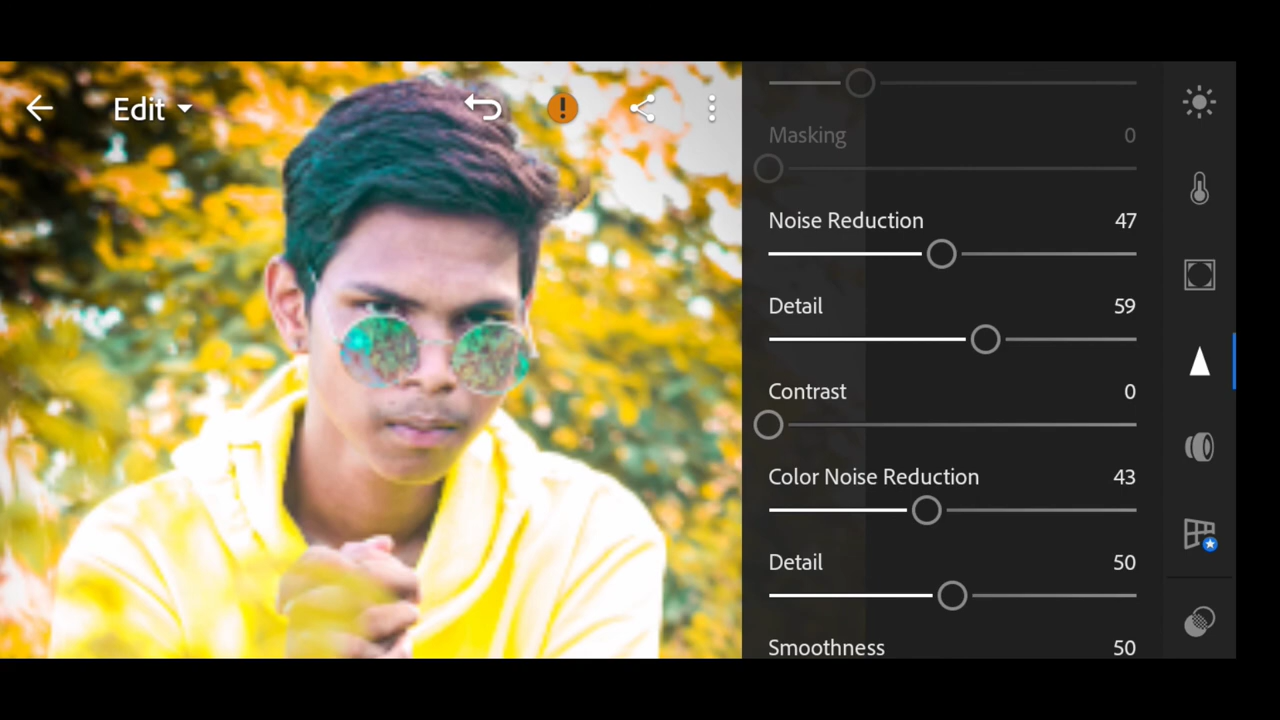 Edit
Masking 0
Noise Reduction 47
Detail 59
Contrast 0
Color Noise Reduction 43
Detail 50
Smoothness 50